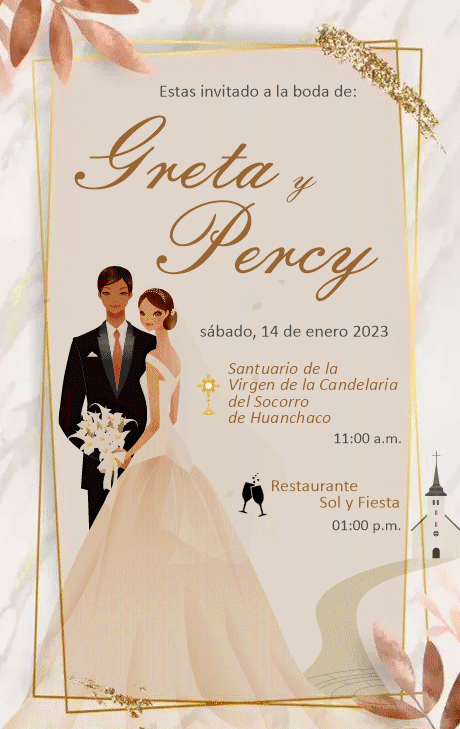 Estas invitado a la boda de:
Greta y
Percy
sábado, 14 de enero 2023
Santuario de la
Virgen de la Candelaria
del Socorro
de Huanchaco
11:00 a.m.
Restaurante
Sol y Fiesta
01:00 p.m.